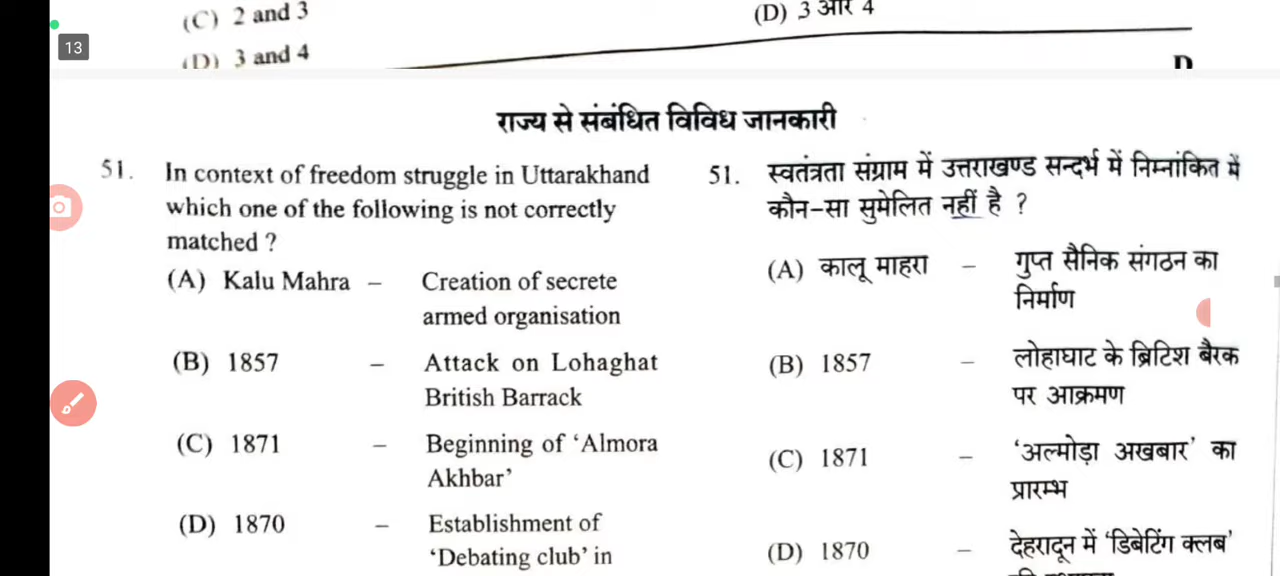 (C) 2 and 3
(D) 3 और 4
13
(D) 3 and 4
D
राज्य से संबंधित विविध जानकारी
51. In context of freedom struggle in Uttarakhand
which one of the following is not correctly
matched ?
(A) Kalu Mahra – Creation of secrete
armed organisation
(B) 1857 – Attack on Lohaghat
British Barrack
(C) 1871 – Beginning of ‘Almora
Akhbar’
(D) 1870 – Establishment of
‘Debating club’ in
51. स्वतंत्रता संग्राम में उत्तराखण्ड सन्दर्भ में निम्नांकित में
कौन-सा सुमेलित नहीं है ?
(A) कालू माहरा – गुप्त सैनिक संगठन का
निर्माण
(B) 1857 – लोहाघाट के ब्रिटिश बैरक
पर आक्रमण
(C) 1871 – ‘अल्मोड़ा अखबार’ का
प्रारम्भ
(D) 1870 – देहरादून में ‘डिबेटिंग क्लब’